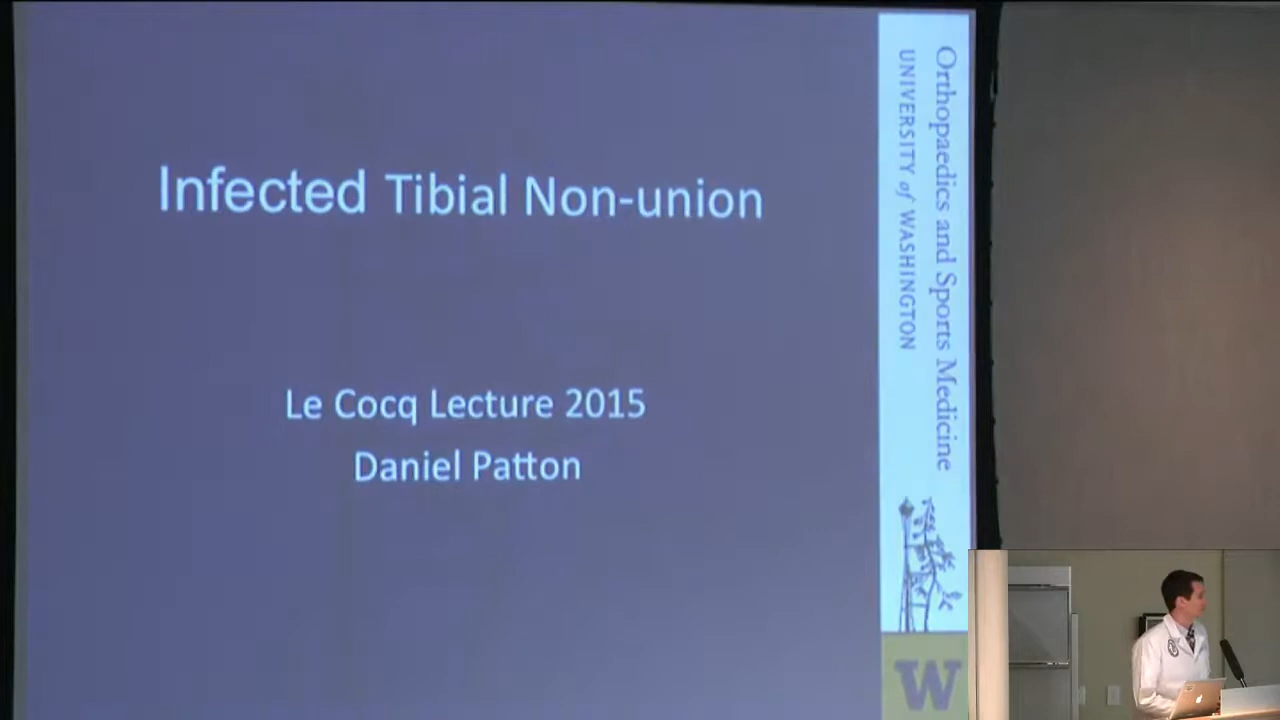 Infected Tibial Non-union
Le Cocq Lecture 2015
Daniel Patton
Orthopaedics and Sports Medicine
UNIVERSITY of WASHINGTON
W